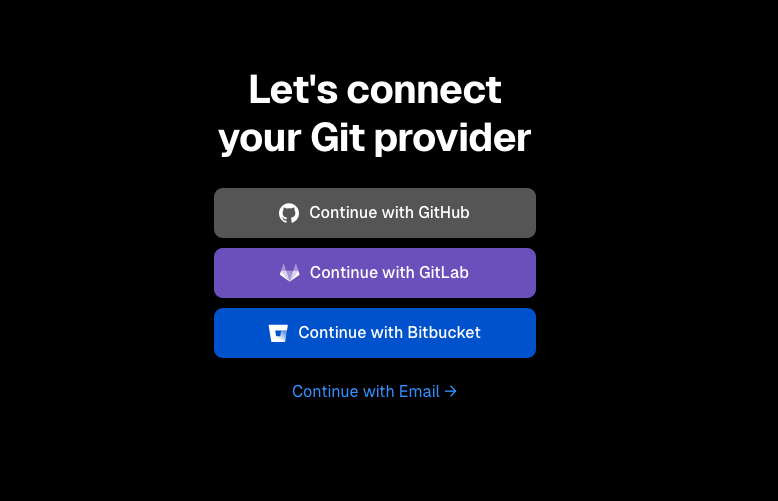 Let's connect
your Git provider
Continue with GitHub
Continue with GitLab
Continue with Bitbucket
Continue with Email →